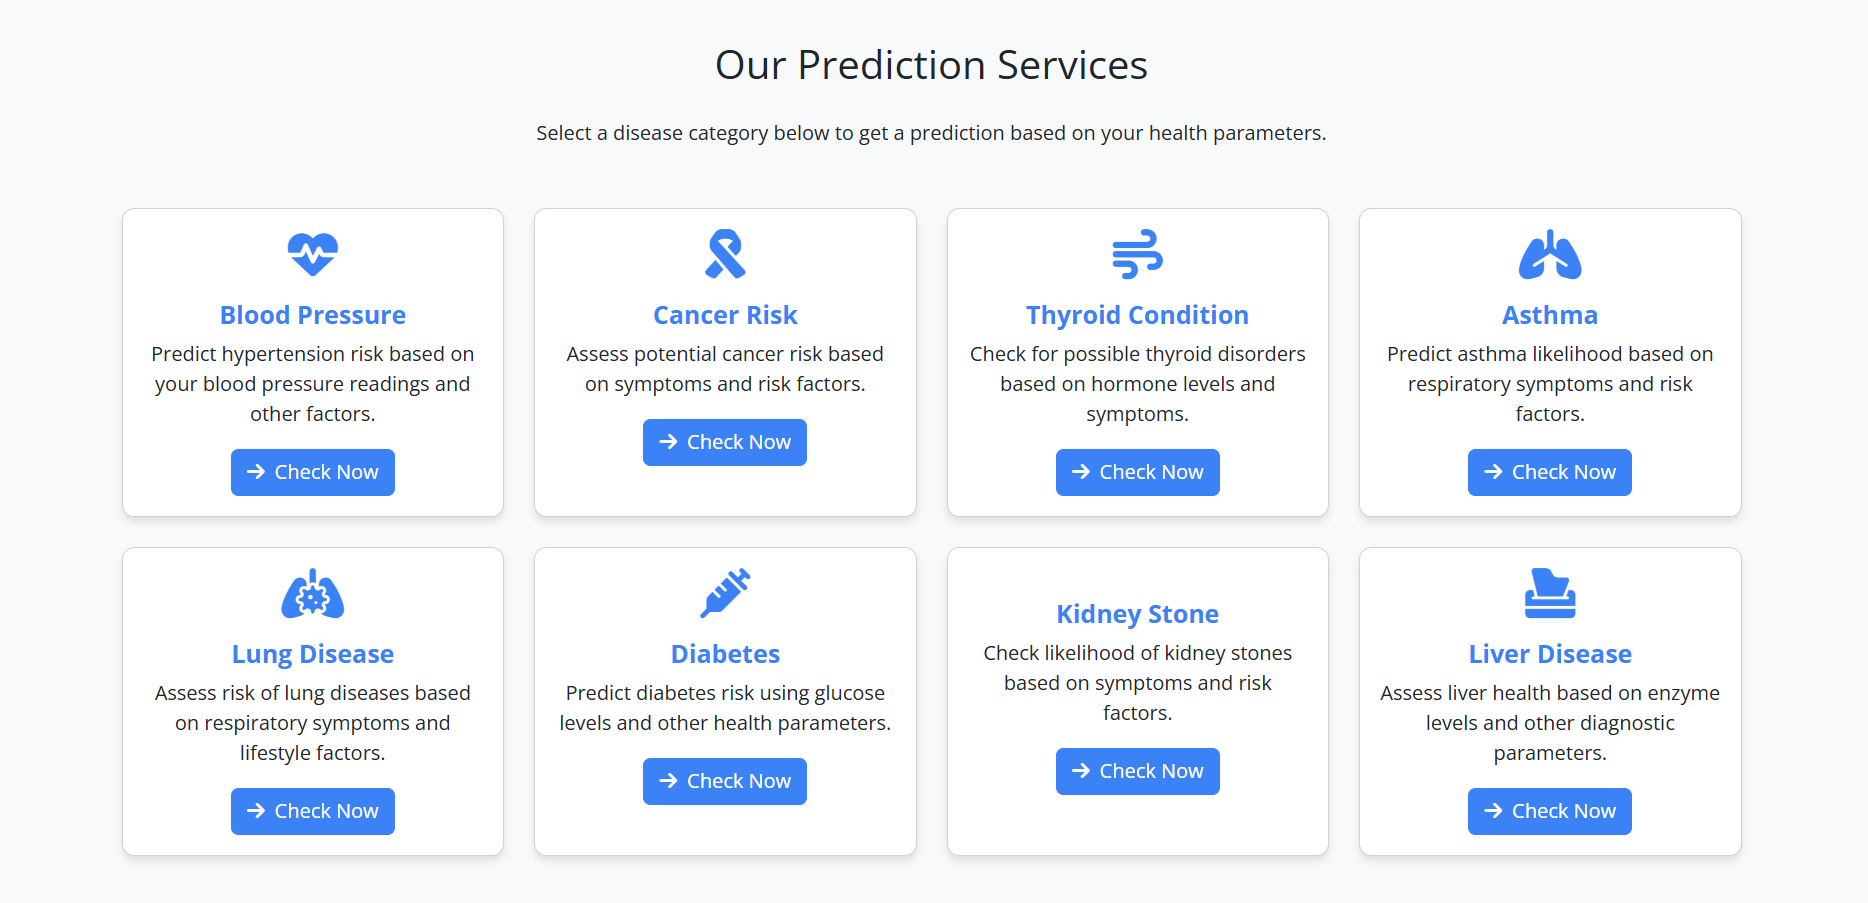 Our Prediction Services
Select a disease category below to get a prediction based on your health parameters.
Blood Pressure
Predict hypertension risk based on
your blood pressure readings and
other factors.
Check Now
Cancer Risk
Assess potential cancer risk based
on symptoms and risk factors.
Check Now
Thyroid Condition
Check for possible thyroid disorders
based on hormone levels and
symptoms.
Check Now
Asthma
Predict asthma likelihood based on
respiratory symptoms and risk
factors.
Check Now
Lung Disease
Assess risk of lung diseases based
on respiratory symptoms and
lifestyle factors.
Check Now
Diabetes
Predict diabetes risk using glucose
levels and other health parameters.
Check Now
Kidney Stone
Check likelihood of kidney stones
based on symptoms and risk
factors.
Check Now
Liver Disease
Assess liver health based on enzyme
levels and other diagnostic
parameters.
Check Now